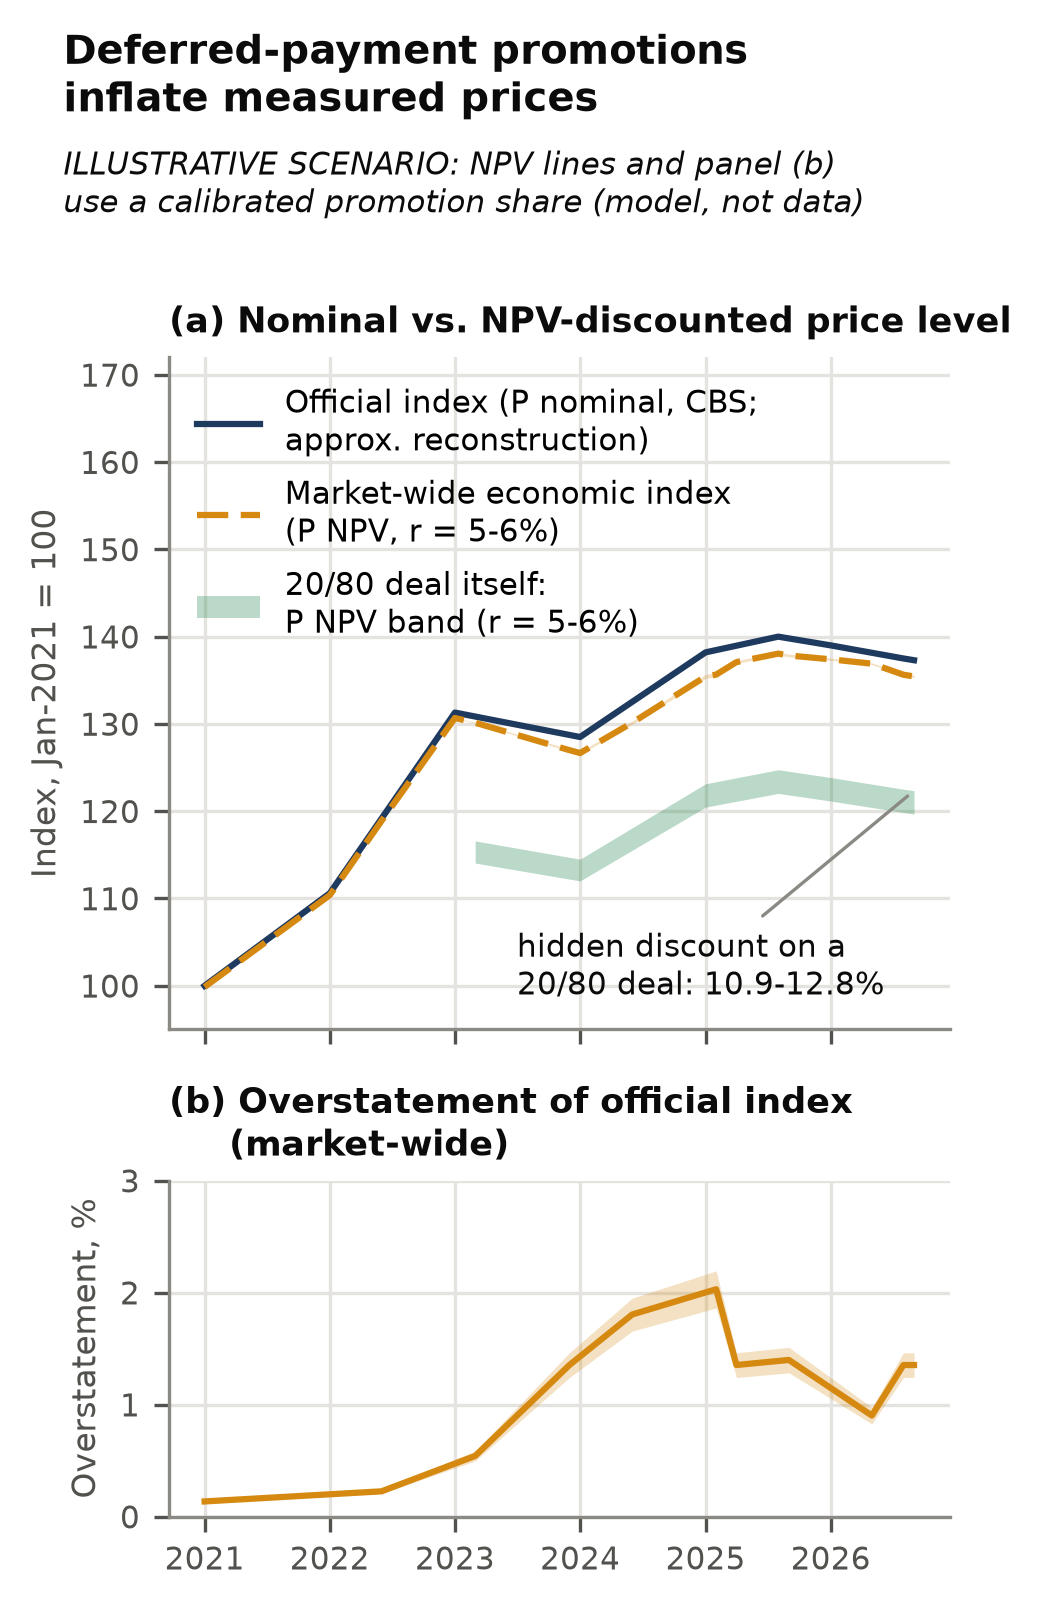 Deferred-payment promotions
inflate measured prices
ILLUSTRATIVE SCENARIO: NPV lines and panel (b)
use a calibrated promotion share (model, not data)
(a) Nominal vs. NPV-discounted price level
Index, Jan-2021 = 100
170
160
150
140
130
120
110
100
Official index (P nominal, CBS;
approx. reconstruction)
Market-wide economic index
(P NPV, r = 5-6%)
20/80 deal itself:
P NPV band (r = 5-6%)
hidden discount on a
20/80 deal: 10.9-12.8%
(b) Overstatement of official index
(market-wide)
Overstatement, %
3
2
1
0
2021 2022 2023 2024 2025 2026